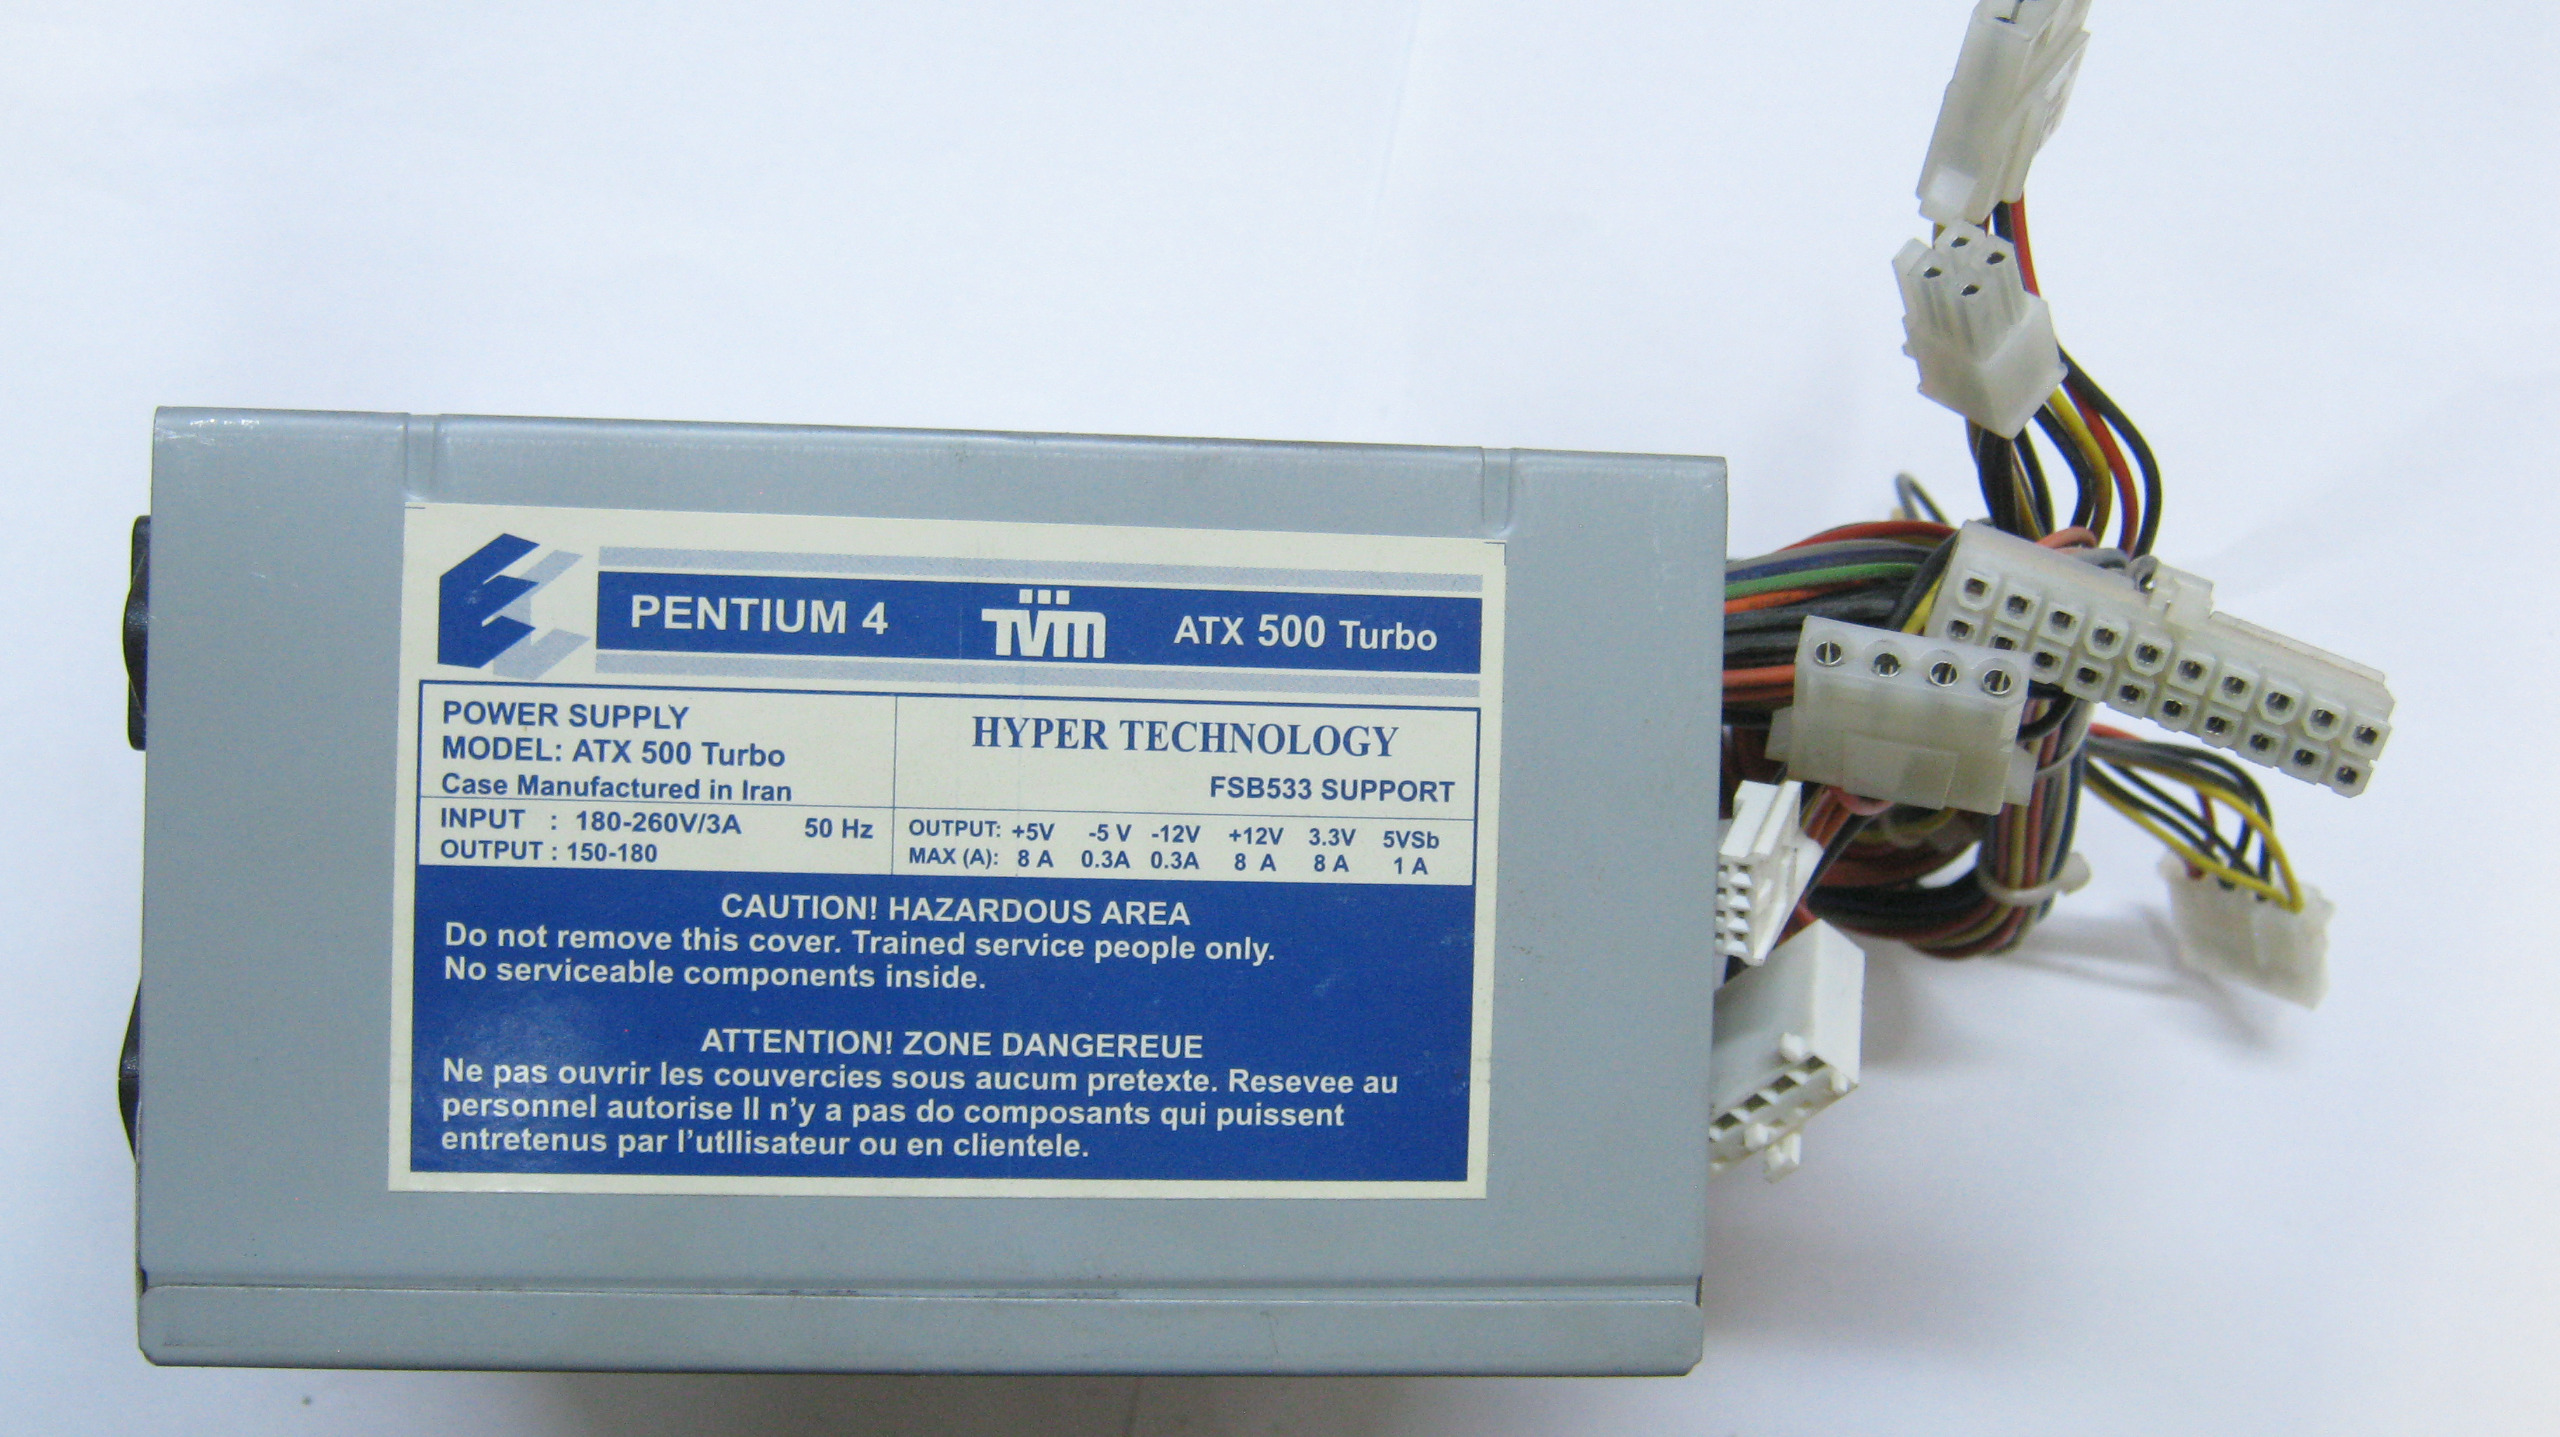 PENTIUM 4 TVM ATX 500 Turbo
POWER SUPPLY
MODEL: ATX 500 Turbo
Case Manufactured in Iran
HYPER TECHNOLOGY
FSB533 SUPPORT
INPUT : 180-260V/3A 50 Hz
OUTPUT : 150-180
OUTPUT: +5V -5 V -12V +12V 3.3V 5VSb
MAX (A): 8 A 0.3A 0.3A 8 A 8 A 1 A
CAUTION! HAZARDOUS AREA
Do not remove this cover. Trained service people only.
No serviceable components inside.
ATTENTION! ZONE DANGEREUE
Ne pas ouvrir les couvercies sous aucum pretexte. Resevee au
personnel autorise Il n'y a pas do composants qui puissent
entretenus par l'utllisateur ou en clientele.